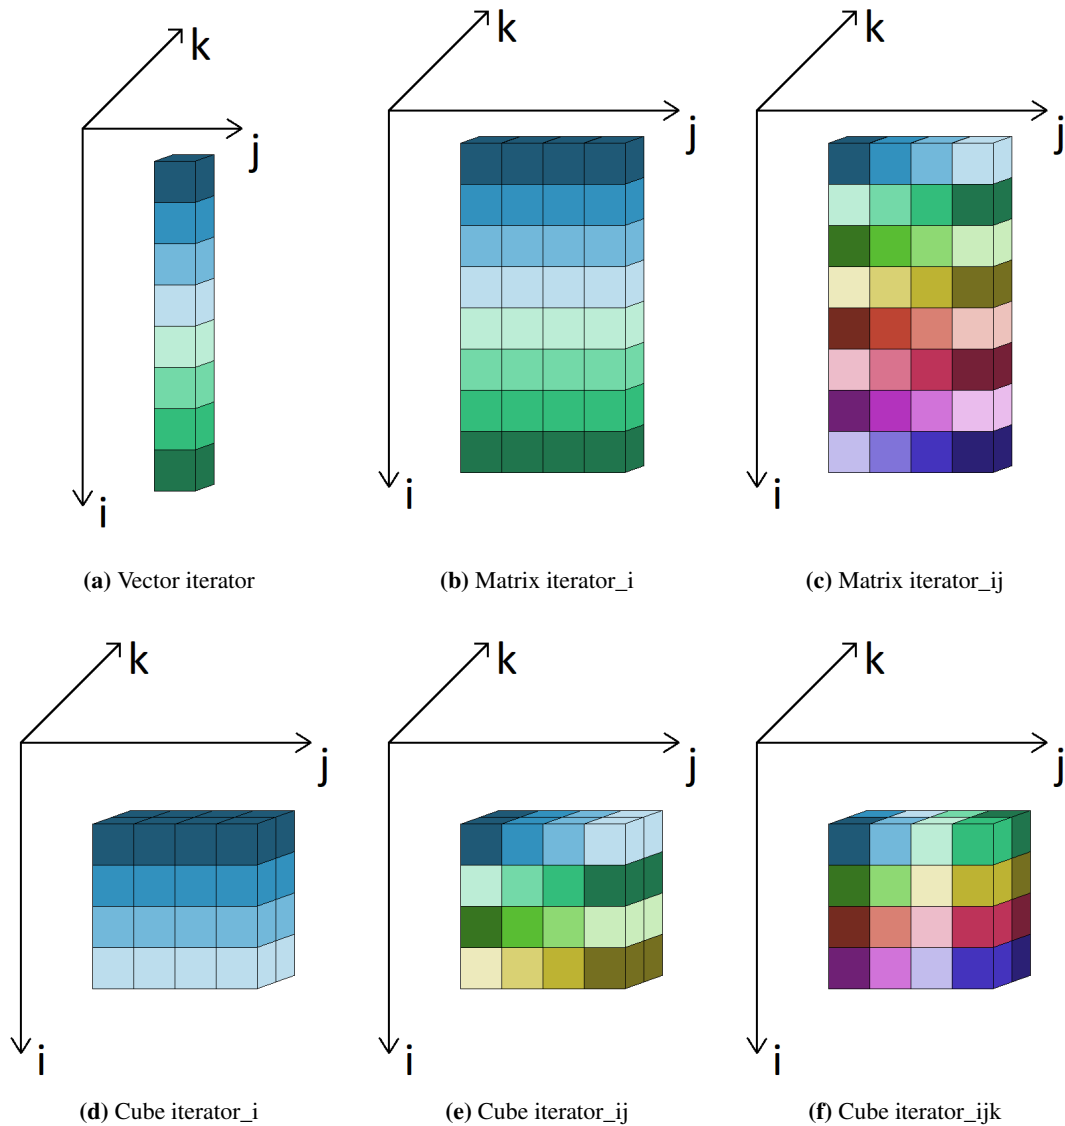 k
j
i
(a) Vector iterator
k
j
i
(b) Matrix iterator_i
k
j
i
(c) Matrix iterator_ij
k
j
i
(d) Cube iterator_i
k
j
i
(e) Cube iterator_ij
k
j
i
(f) Cube iterator_ijk